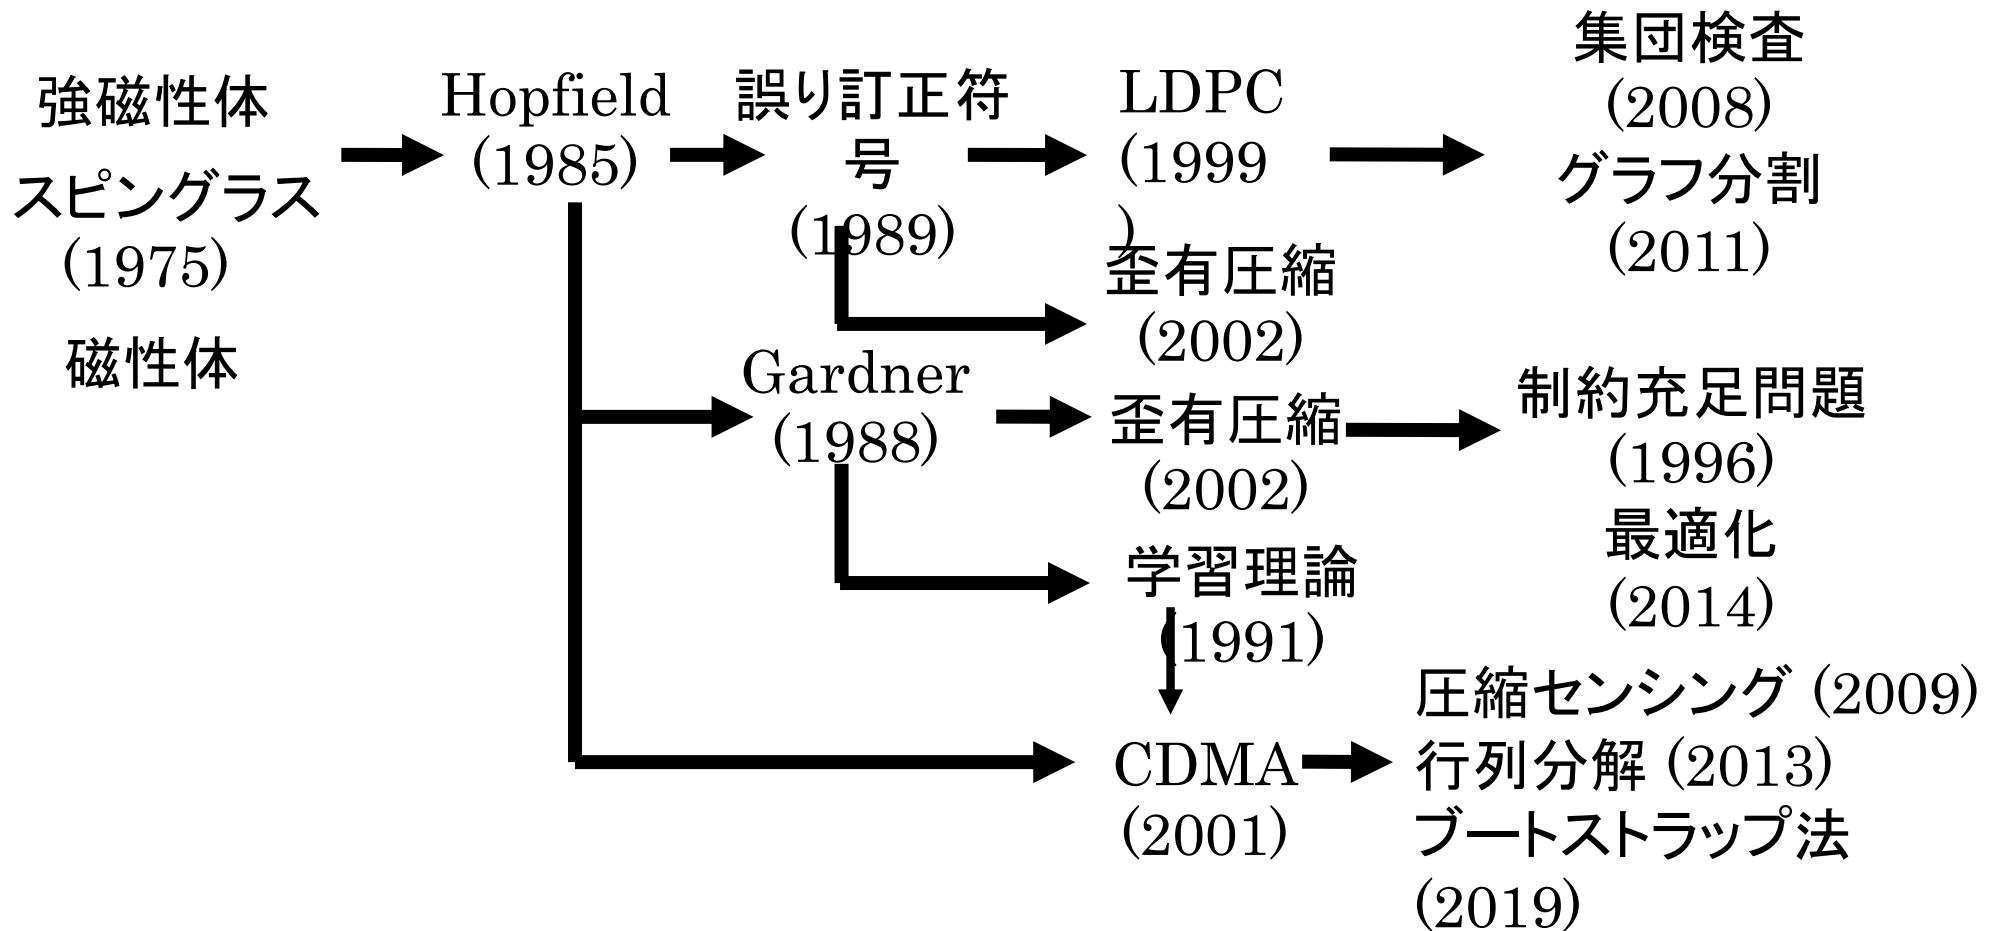 強磁性体
スピングラス
(1975)
磁性体
Hopfield
(1985)
誤り訂正符
号
(1989)
LDPC
(1999
)
歪有圧縮
(2002)
Gardner
(1988)
歪有圧縮
(2002)
学習理論
(1991)
CDMA
(2001)
集団検査
(2008)
グラフ分割
(2011)
制約充足問題
(1996)
最適化
(2014)
圧縮センシング (2009)
行列分解 (2013)
ブートストラップ法
(2019)